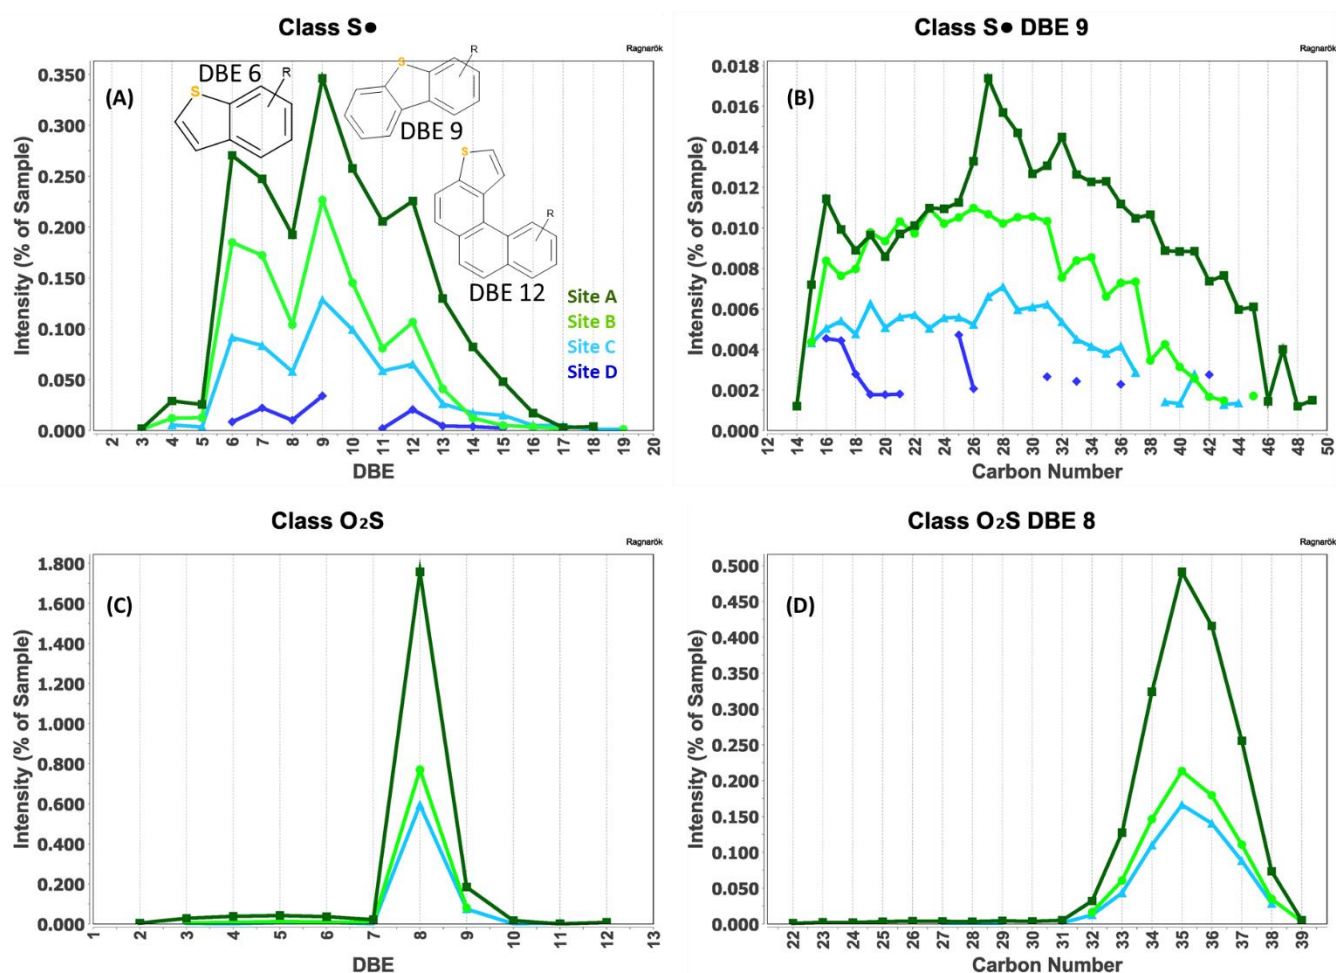 Class S●
Ragnarök
(A)
Intensity (% of Sample)
0.350
0.300
0.250
0.200
0.150
0.100
0.050
0.000
DBE 6
S
R
DBE 9
S
R
DBE 12
S
R
Site A
Site B
Site C
Site D
2 3 4 5 6 7 8 9 10 11 12 13 14 15 16 17 18 19 20
DBE
Class S● DBE 9
Ragnarök
(B)
Intensity (% of Sample)
0.018
0.016
0.014
0.012
0.010
0.008
0.006
0.004
0.002
0.000
12 14 16 18 20 22 24 26 28 30 32 34 36 38 40 42 44 46 48 50
Carbon Number
Class O₂S
Ragnarök
(C)
Intensity (% of Sample)
1.800
1.600
1.400
1.200
1.000
0.800
0.600
0.400
0.200
0.000
1 2 3 4 5 6 7 8 9 10 11 12 13
DBE
Class O₂S DBE 8
Ragnarök
(D)
Intensity (% of Sample)
0.500
0.450
0.400
0.350
0.300
0.250
0.200
0.150
0.100
0.050
0.000
22 23 24 25 26 27 28 29 30 31 32 33 34 35 36 37 38 39
Carbon Number